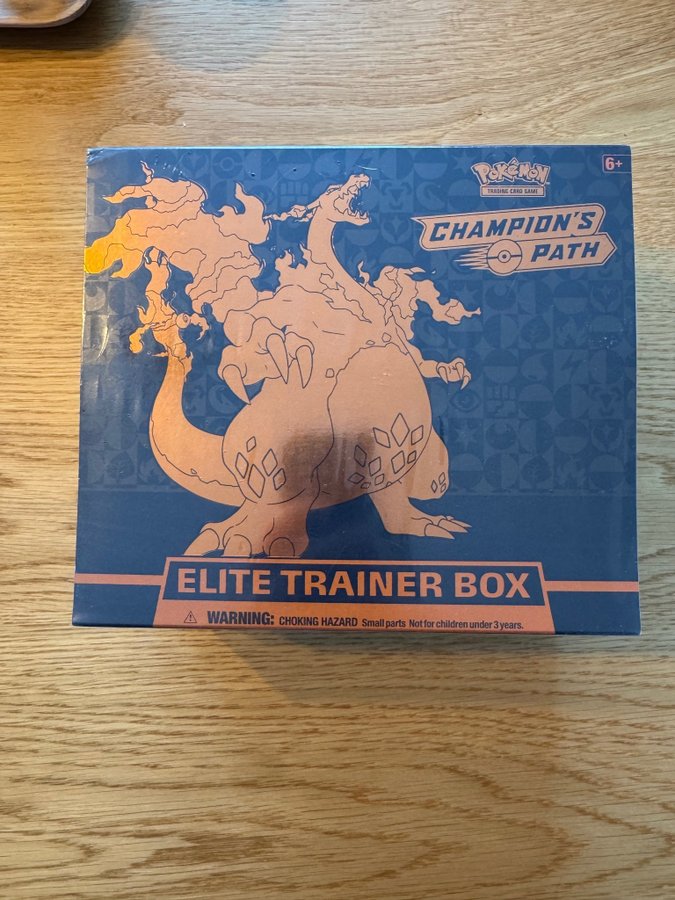 6+
POKÉMON
TRADING CARD GAME
CHAMPION'S
PATH
ELITE TRAINER BOX
⚠ WARNING: CHOKING HAZARD Small parts Not for children under 3 years.